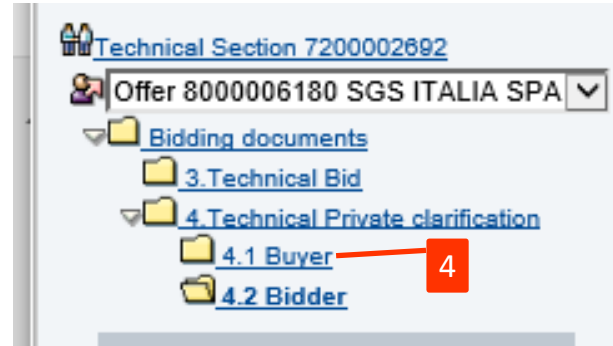 Technical Section 7200002692
Offer 8000006180 SGS ITALIA SPA
Bidding documents
3.Technical Bid
4.Technical Private clarification
4.1 Buyer
4
4.2 Bidder